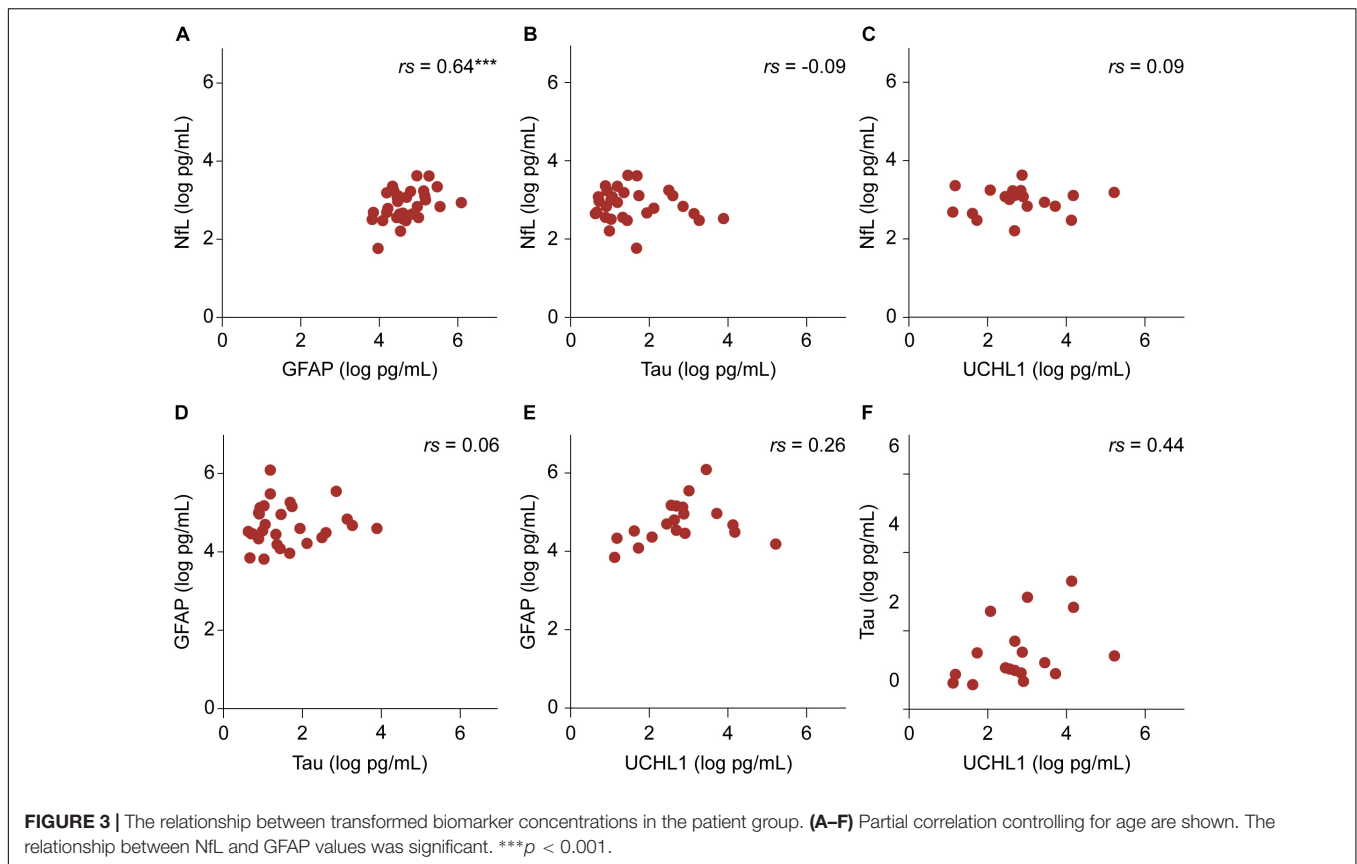 A
rs = 0.64***
6
4
2
0
NfL (log pg/mL)
0 2 4 6
GFAP (log pg/mL)
B
rs = -0.09
6
4
2
0
NfL (log pg/mL)
0 2 4 6
Tau (log pg/mL)
C
rs = 0.09
6
4
2
0
NfL (log pg/mL)
0 2 4 6
UCHL1 (log pg/mL)
D
rs = 0.06
6
4
2
0
GFAP (log pg/mL)
0 2 4 6
Tau (log pg/mL)
E
rs = 0.26
6
4
2
0
GFAP (log pg/mL)
0 2 4 6
UCHL1 (log pg/mL)
F
rs = 0.44
6
4
2
0
Tau (log pg/mL)
0 2 4 6
UCHL1 (log pg/mL)
FIGURE 3 | The relationship between transformed biomarker concentrations in the patient group. (A–F) Partial correlation controlling for age are shown. The
relationship between NfL and GFAP values was significant. ***p < 0.001.